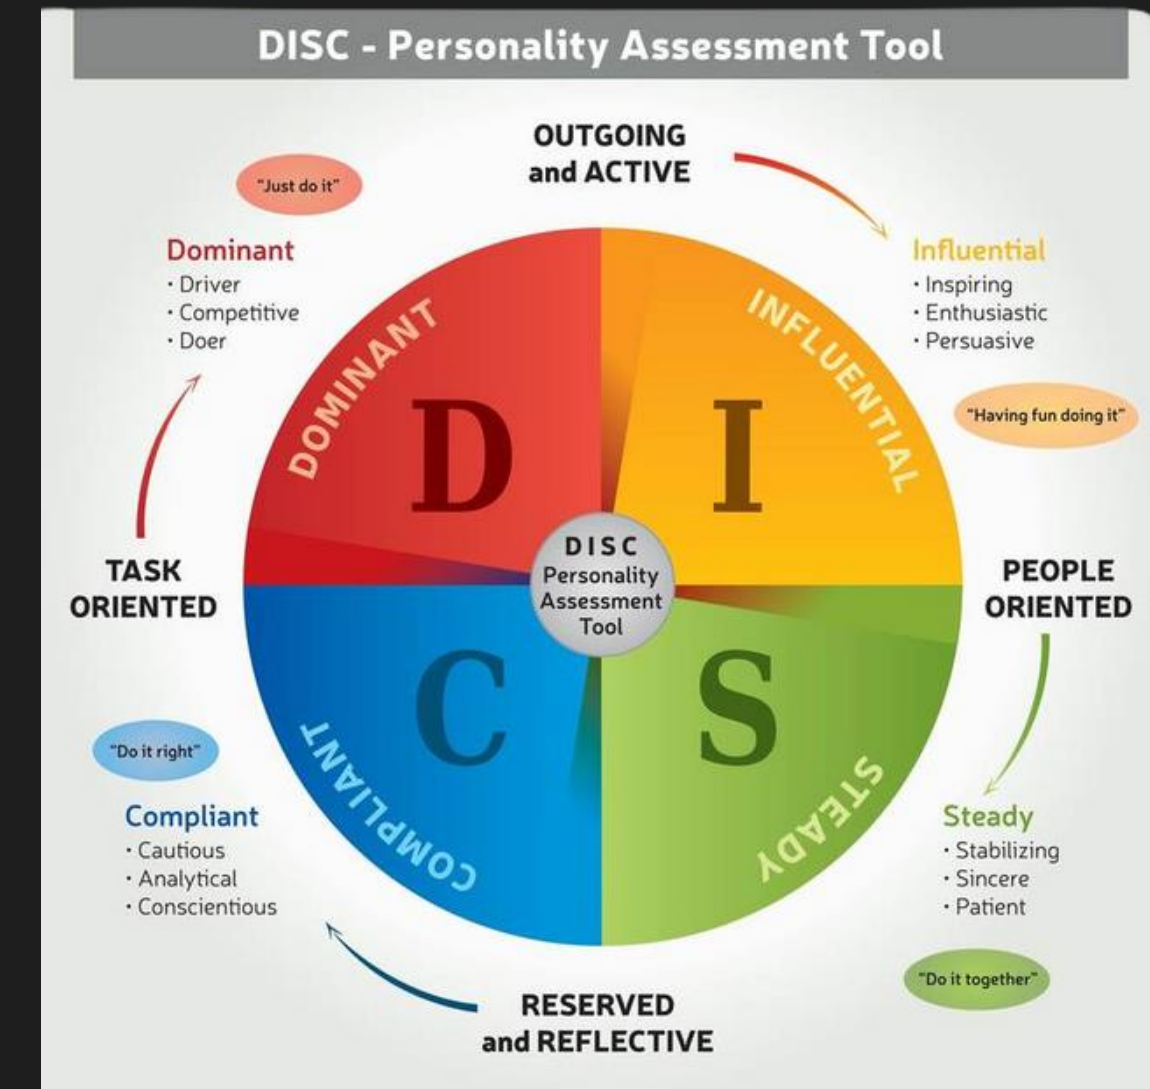 DISC - Personality Assessment Tool
OUTGOING
and ACTIVE
"Just do it"
Dominant
· Driver
· Competitive
· Doer
Influential
· Inspiring
· Enthusiastic
· Persuasive
"Having fun doing it"
DOMINANT
INFLUENTIAL
D
I
DISC
Personality
Assessment
Tool
TASK
ORIENTED
PEOPLE
ORIENTED
C
S
COMPLIANT
STEADY
"Do it right"
Compliant
· Cautious
· Analytical
· Conscientious
Steady
· Stabilizing
· Sincere
· Patient
"Do it together"
RESERVED
and REFLECTIVE